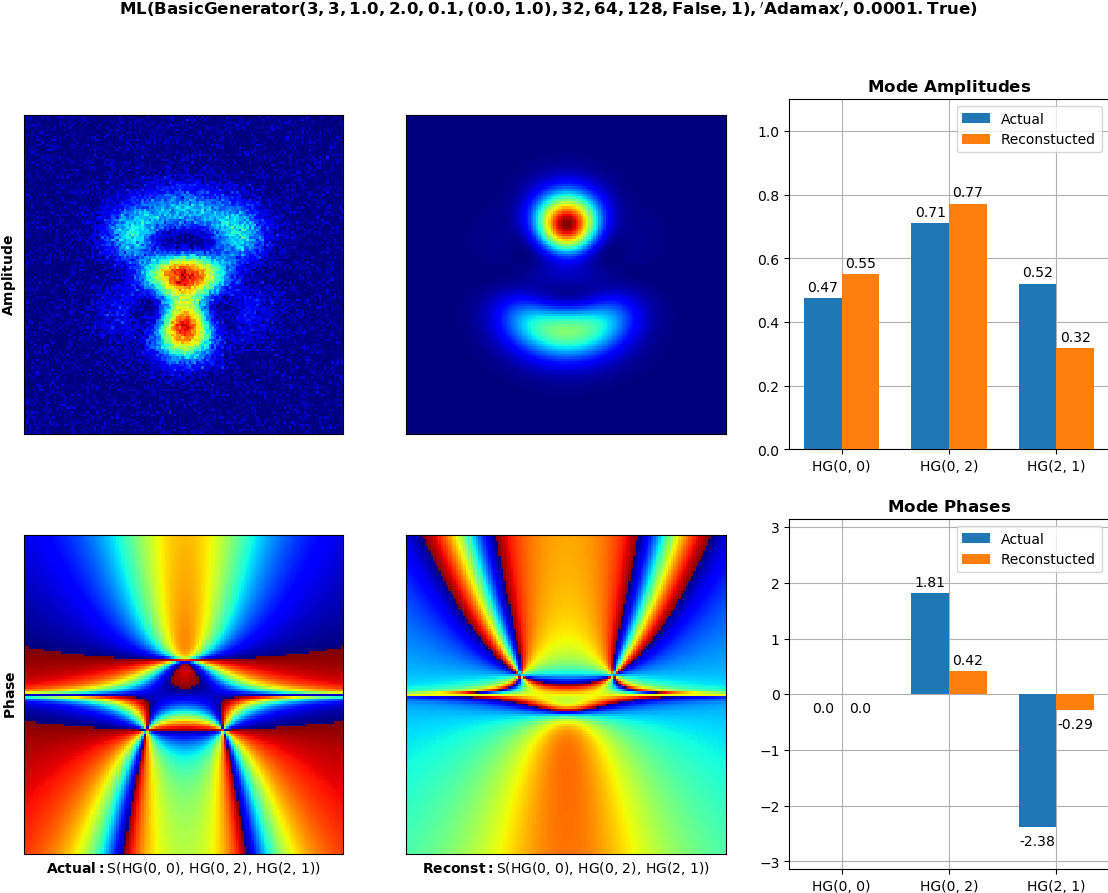 ML(BasicGenerator(3, 3, 1.0, 2.0, 0.1, (0.0, 1.0), 32, 64, 128, False, 1), 'Adamax', 0.0001. True)
Mode Amplitudes
Amplitude
1.0
0.8
0.6
0.4
0.2
0.0
Actual
Reconstucted
0.47
0.55
0.71
0.77
0.52
0.32
HG(0, 0)
HG(0, 2)
HG(2, 1)
Mode Phases
Phase
3
2
1
0
−1
−2
−3
Actual
Reconstucted
0.0
0.0
1.81
0.42
-2.38
-0.29
HG(0, 0)
HG(0, 2)
HG(2, 1)
Actual: S(HG(0, 0), HG(0, 2), HG(2, 1))
Reconst: S(HG(0, 0), HG(0, 2), HG(2, 1))